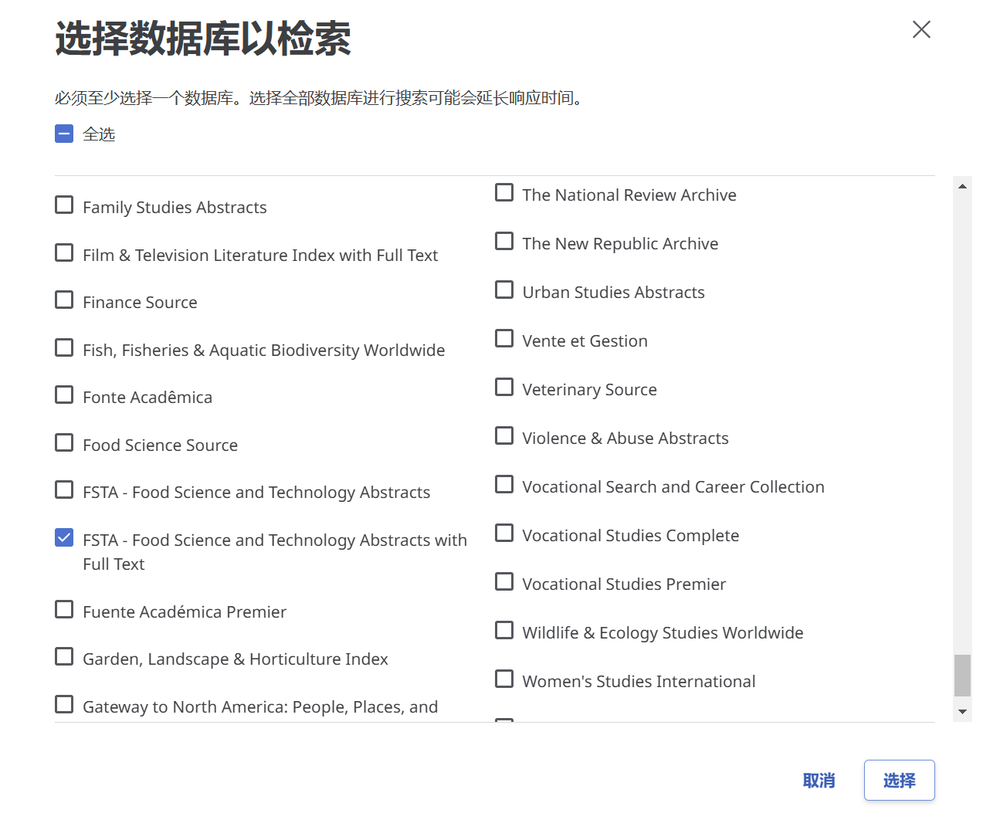 选择数据库以检索
必须至少选择一个数据库。选择全部数据库进行搜索可能会延长响应时间。
全选
Family Studies Abstracts
Film & Television Literature Index with Full Text
Finance Source
Fish, Fisheries & Aquatic Biodiversity Worldwide
Fonte Acadêmica
Food Science Source
FSTA - Food Science and Technology Abstracts
FSTA - Food Science and Technology Abstracts with
Full Text
Fuente Académica Premier
Garden, Landscape & Horticulture Index
Gateway to North America: People, Places, and
The National Review Archive
The New Republic Archive
Urban Studies Abstracts
Vente et Gestion
Veterinary Source
Violence & Abuse Abstracts
Vocational Search and Career Collection
Vocational Studies Complete
Vocational Studies Premier
Wildlife & Ecology Studies Worldwide
Women's Studies International
取消
选择